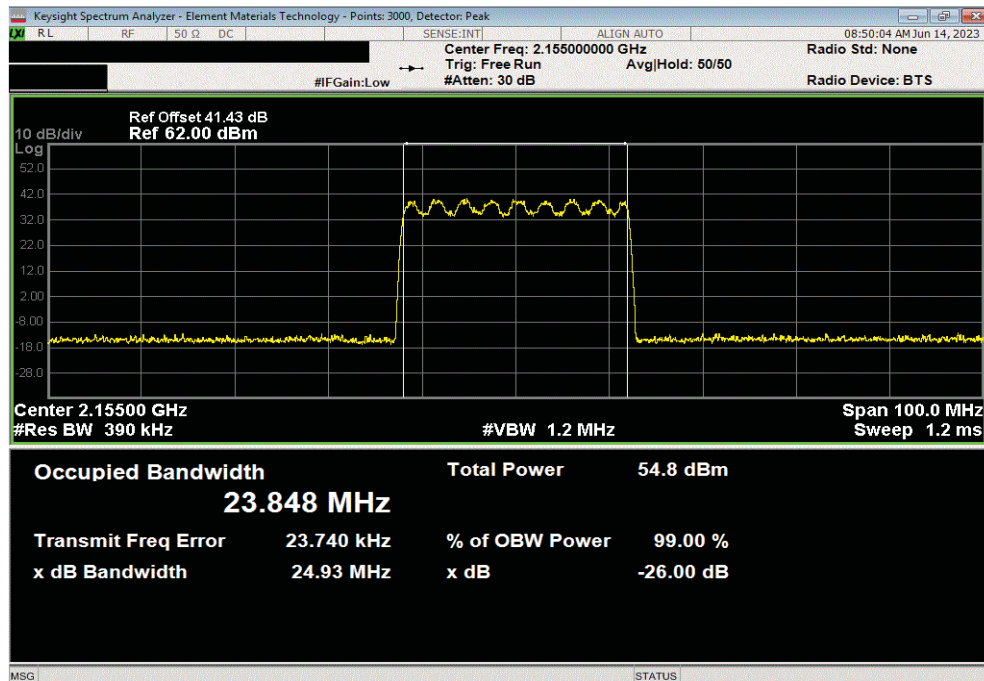 Keysight Spectrum Analyzer - Element Materials Technology - Points: 3000, Detector: Peak
LXI RL RF 50 Ω DC SENSE:INT ALIGN AUTO 08:50:04 AM Jun 14, 2023
Center Freq: 2.155000000 GHz Radio Std: None
Trig: Free Run Avg|Hold: 50/50
#IFGain:Low #Atten: 30 dB Radio Device: BTS
Ref Offset 41.43 dB
10 dB/div Ref 62.00 dBm
Log
52.0
42.0
32.0
22.0
12.0
2.00
-8.00
-18.0
-28.0
Center 2.15500 GHz Span 100.0 MHz
#Res BW 390 kHz #VBW 1.2 MHz Sweep 1.2 ms
Occupied Bandwidth Total Power 54.8 dBm
23.848 MHz
Transmit Freq Error 23.740 kHz % of OBW Power 99.00 %
x dB Bandwidth 24.93 MHz x dB -26.00 dB
MSG STATUS